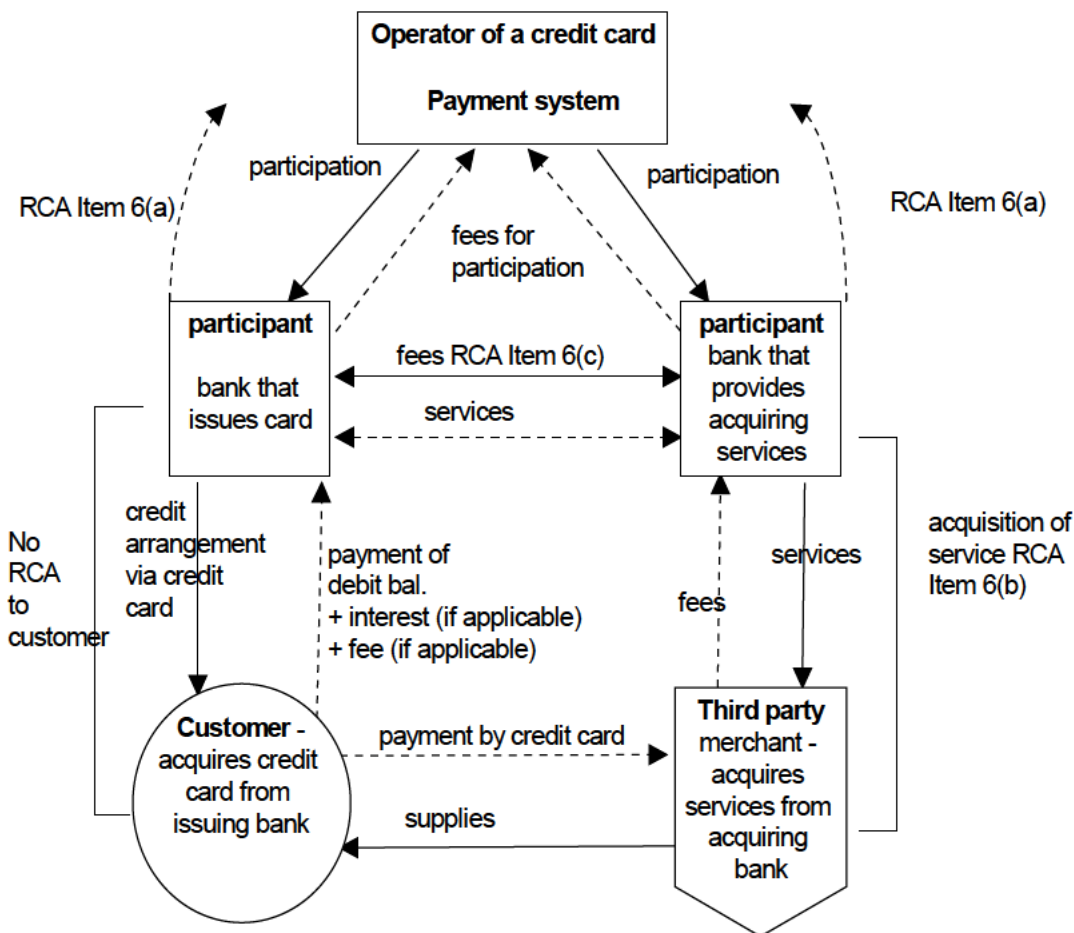 Operator of a credit card
Payment system
participation
participation
RCA Item 6(a)
RCA Item 6(a)
fees for
participation
participant
bank that
issues card
fees RCA Item 6(c)
services
participant
bank that
provides
acquiring
services
No
RCA
to
customer
credit
arrangement
via credit
card
payment of
debit bal.
+ interest (if applicable)
+ fee (if applicable)
fees
services
acquisition of
service RCA
Item 6(b)
Customer -
acquires credit
card from
issuing bank
payment by credit card
supplies
Third party
merchant -
acquires
services from
acquiring
bank